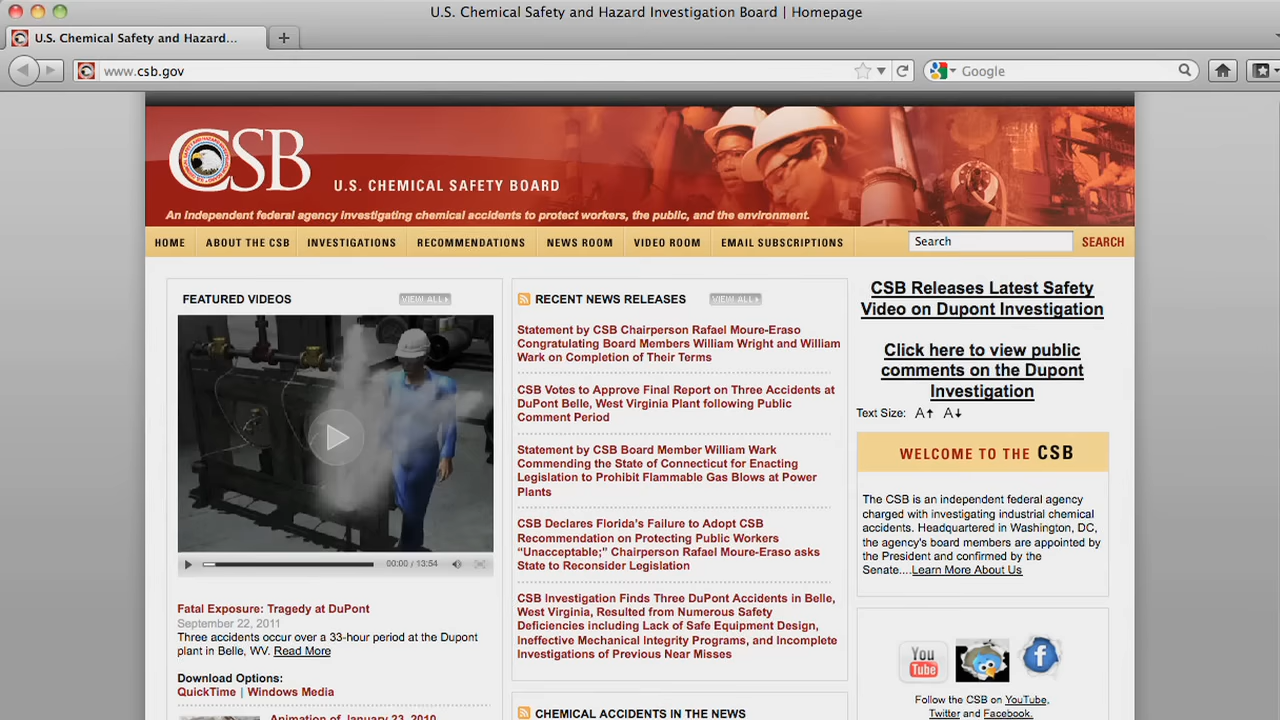 U.S. Chemical Safety and Hazard Investigation Board | Homepage
U.S. Chemical Safety and Hazard...
www.csb.gov
Google
CSB
U.S. CHEMICAL SAFETY BOARD
An independent federal agency investigating chemical accidents to protect workers, the public, and the environment.
HOME
ABOUT THE CSB
INVESTIGATIONS
RECOMMENDATIONS
NEWS ROOM
VIDEO ROOM
EMAIL SUBSCRIPTIONS
Search
SEARCH
FEATURED VIDEOS
VIEW ALL
00:00 / 13:54
Fatal Exposure: Tragedy at DuPont
September 22, 2011
Three accidents occur over a 33-hour period at the Dupont
plant in Belle, WV. Read More
Download Options:
QuickTime | Windows Media
Animation of January 23, 2010
RECENT NEWS RELEASES
VIEW ALL
Statement by CSB Chairperson Rafael Moure-Eraso
Congratulating Board Members William Wright and William
Wark on Completion of Their Terms
CSB Votes to Approve Final Report on Three Accidents at
DuPont Belle, West Virginia Plant following Public
Comment Period
Statement by CSB Board Member William Wark
Commending the State of Connecticut for Enacting
Legislation to Prohibit Flammable Gas Blows at Power
Plants
CSB Declares Florida's Failure to Adopt CSB
Recommendation on Protecting Public Workers
“Unacceptable;” Chairperson Rafael Moure-Eraso asks
State to Reconsider Legislation
CSB Investigation Finds Three DuPont Accidents in Belle,
West Virginia, Resulted from Numerous Safety
Deficiencies including Lack of Safe Equipment Design,
Ineffective Mechanical Integrity Programs, and Incomplete
Investigations of Previous Near Misses
CHEMICAL ACCIDENTS IN THE NEWS
CSB Releases Latest Safety
Video on Dupont Investigation
Click here to view public
comments on the Dupont
Investigation
Text Size: A A
WELCOME TO THE CSB
The CSB is an independent federal agency
charged with investigating industrial chemical
accidents. Headquartered in Washington, DC,
the agency's board members are appointed by
the President and confirmed by the
Senate....Learn More About Us
You
Tube
f
Follow the CSB on YouTube,
Twitter and Facebook.